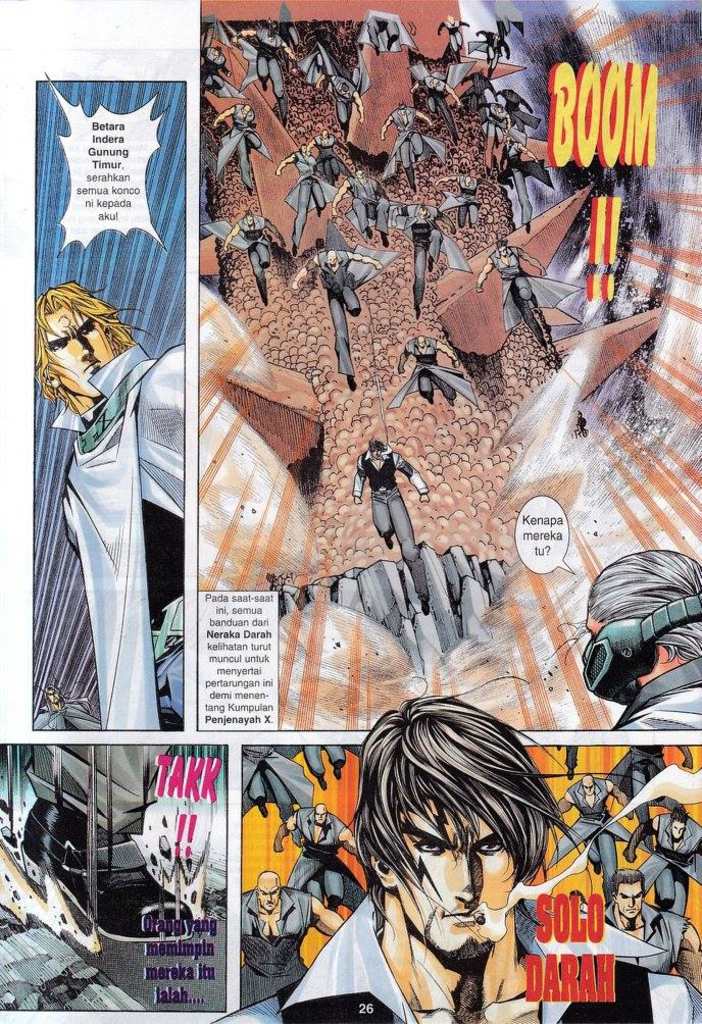 Betara
Indera
Gunung
Timur,
serahkan
semua konco
ni kepada
aku!
BOOM
!!
Kenapa
mereka
tu?
Pada saat-saat
ini, semua
banduan dari
Neraka Darah
kelihatan turut
muncul untuk
menyertai
pertarungan ini
demi menen-
tang Kumpulan
Penjenayah X.
TAKK
!!
Orang yang
memimpin
mereka itu
ialah....
SOLO
DARAH
26